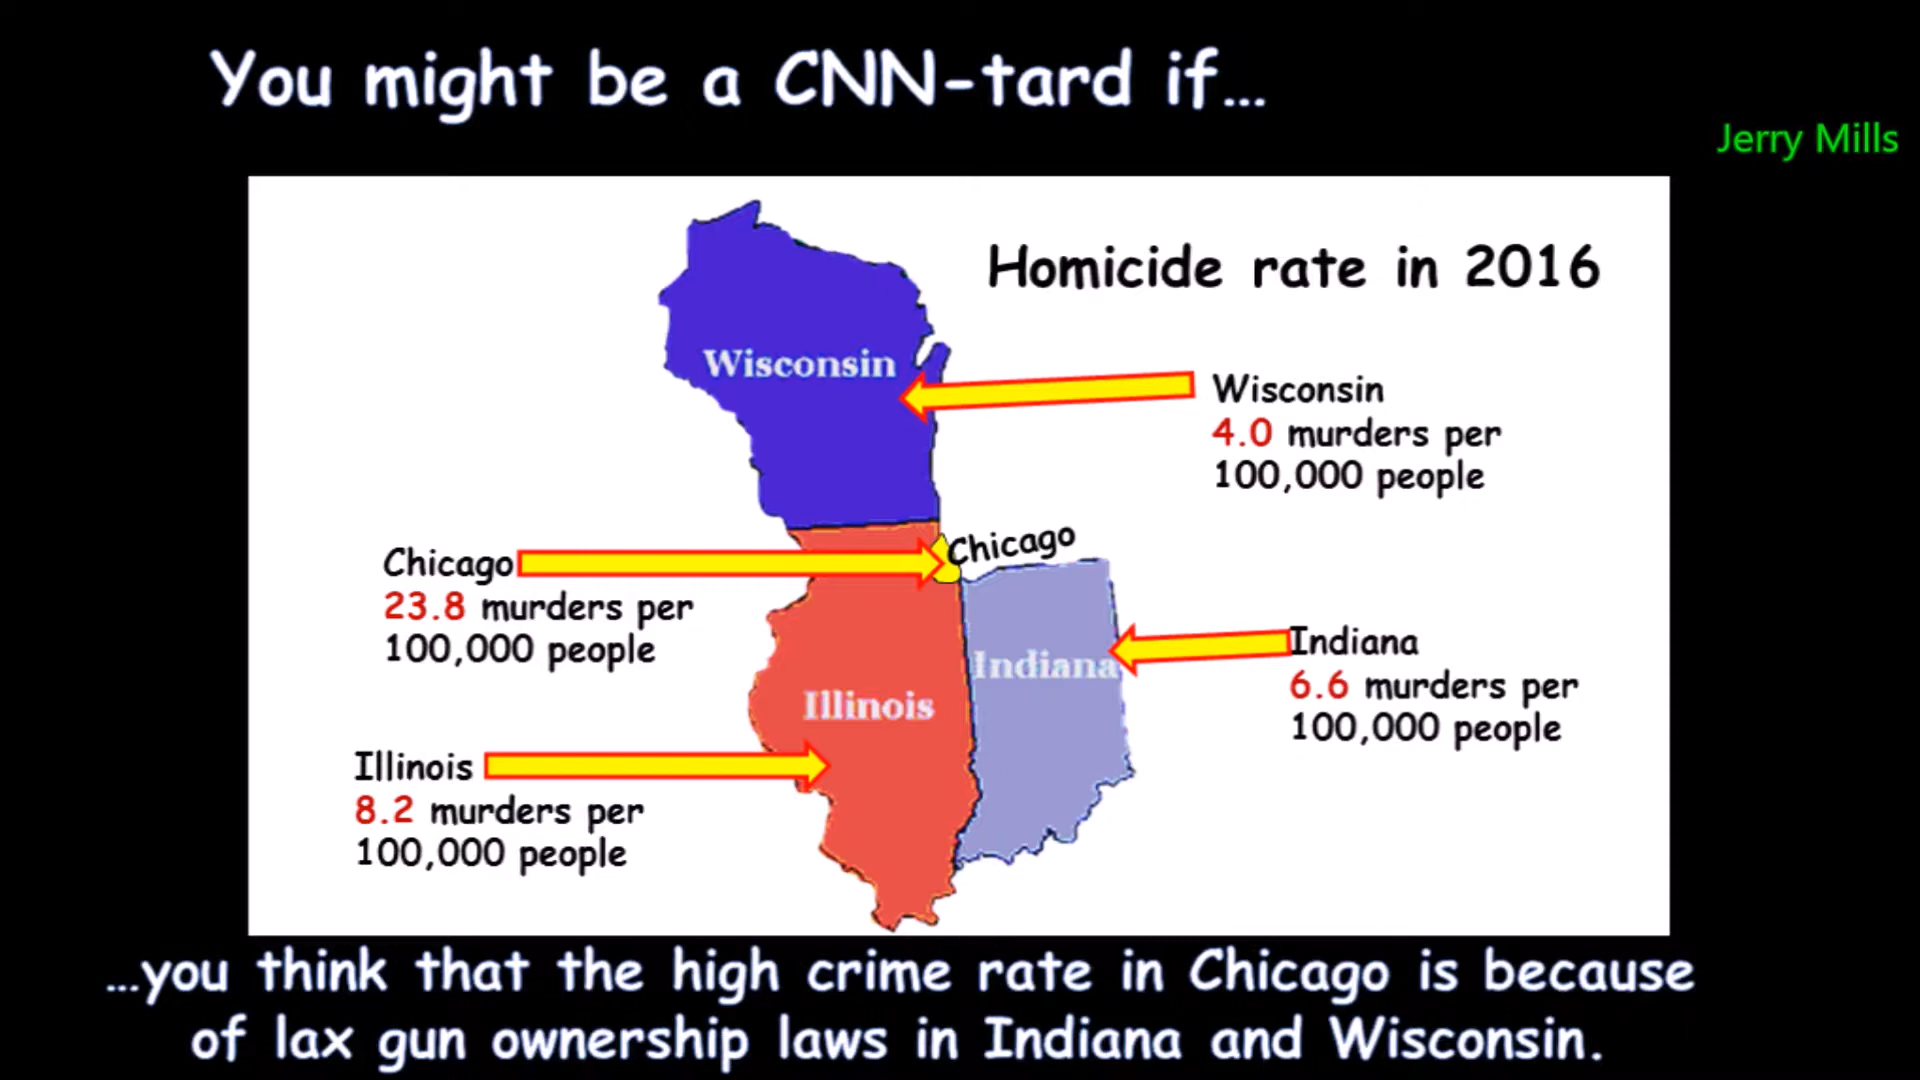 You might be a CNN-tard if...
Jerry Mills
Homicide rate in 2016
Wisconsin
Wisconsin
4.0 murders per
100,000 people
Chicago
Chicago
23.8 murders per
100,000 people
Indiana
Indiana
6.6 murders per
100,000 people
Illinois
Illinois
8.2 murders per
100,000 people
...you think that the high crime rate in Chicago is because
of lax gun ownership laws in Indiana and Wisconsin.